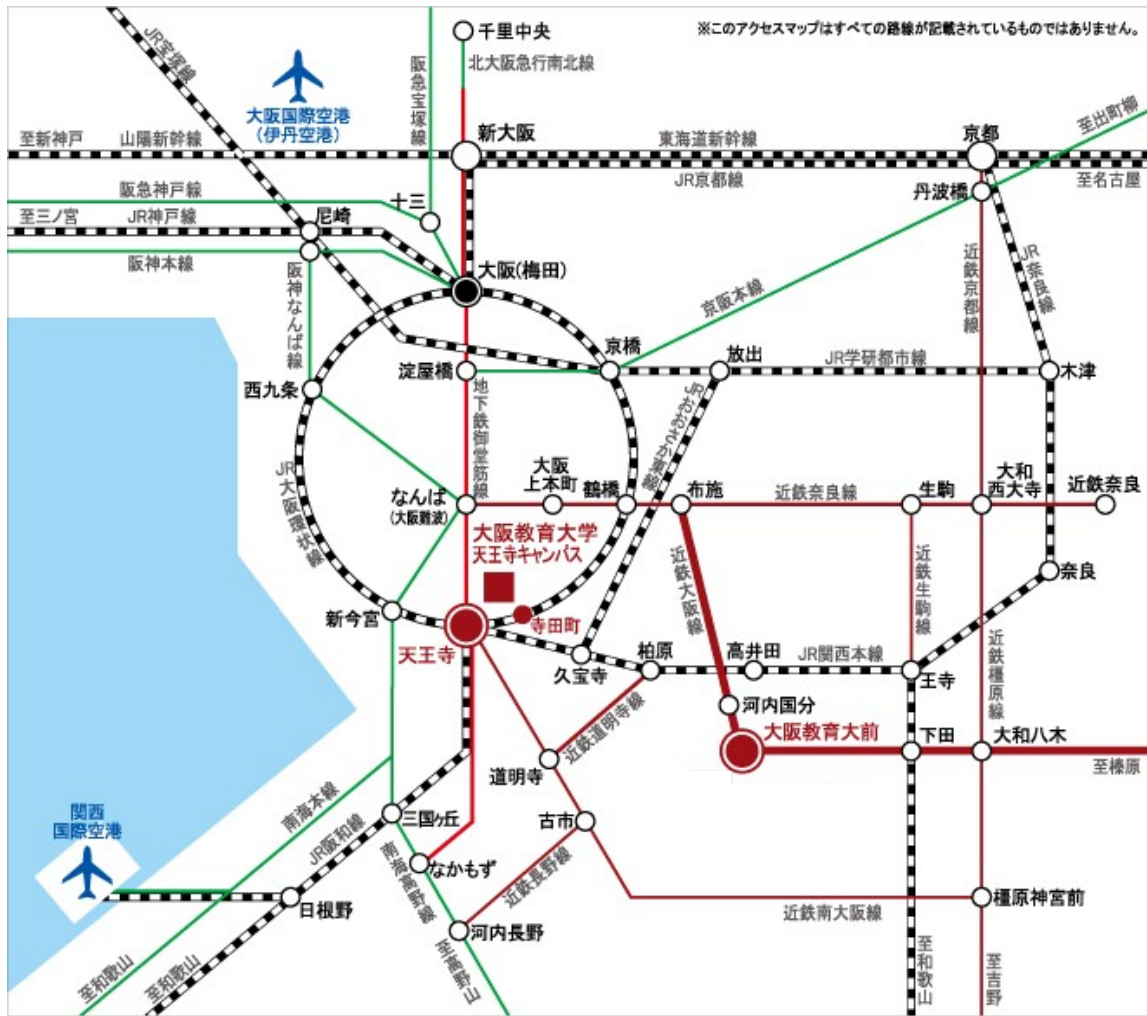 ※このアクセスマップはすべての路線が記載されているものではありません。
千里中央
北大阪急行南北線
JR宝塚線
阪急宝塚線
大阪国際空港
(伊丹空港)
至出町柳
至新神戸
山陽新幹線
新大阪
東海道新幹線
京都
JR京都線
至名古屋
阪急神戸線
十三
丹波橋
至三ノ宮
JR神戸線
尼崎
阪神本線
大阪(梅田)
阪神なんば線
京阪本線
近鉄京都線
JR奈良線
淀屋橋
京橋
放出
JR学研都市線
木津
西九条
地下鉄御堂筋線
JRおおさか東線
JR大阪環状線
なんば
(大阪難波)
大阪
上本町
鶴橋
布施
近鉄奈良線
生駒
大和
西大寺
近鉄奈良
大阪教育大学
天王寺キャンパス
近鉄大阪線
近鉄生駒線
奈良
新今宮
寺田町
天王寺
久宝寺
柏原
高井田
JR関西本線
王寺
近鉄橿原線
河内国分
近鉄道明寺線
大阪教育大前
下田
大和八木
至榛原
道明寺
南海本線
関西
国際空港
JR阪和線
三国ヶ丘
古市
なかもず
南海高野線
近鉄長野線
日根野
橿原神宮前
近鉄南大阪線
河内長野
至和歌山
至和歌山
至高野山
至和歌山
至吉野